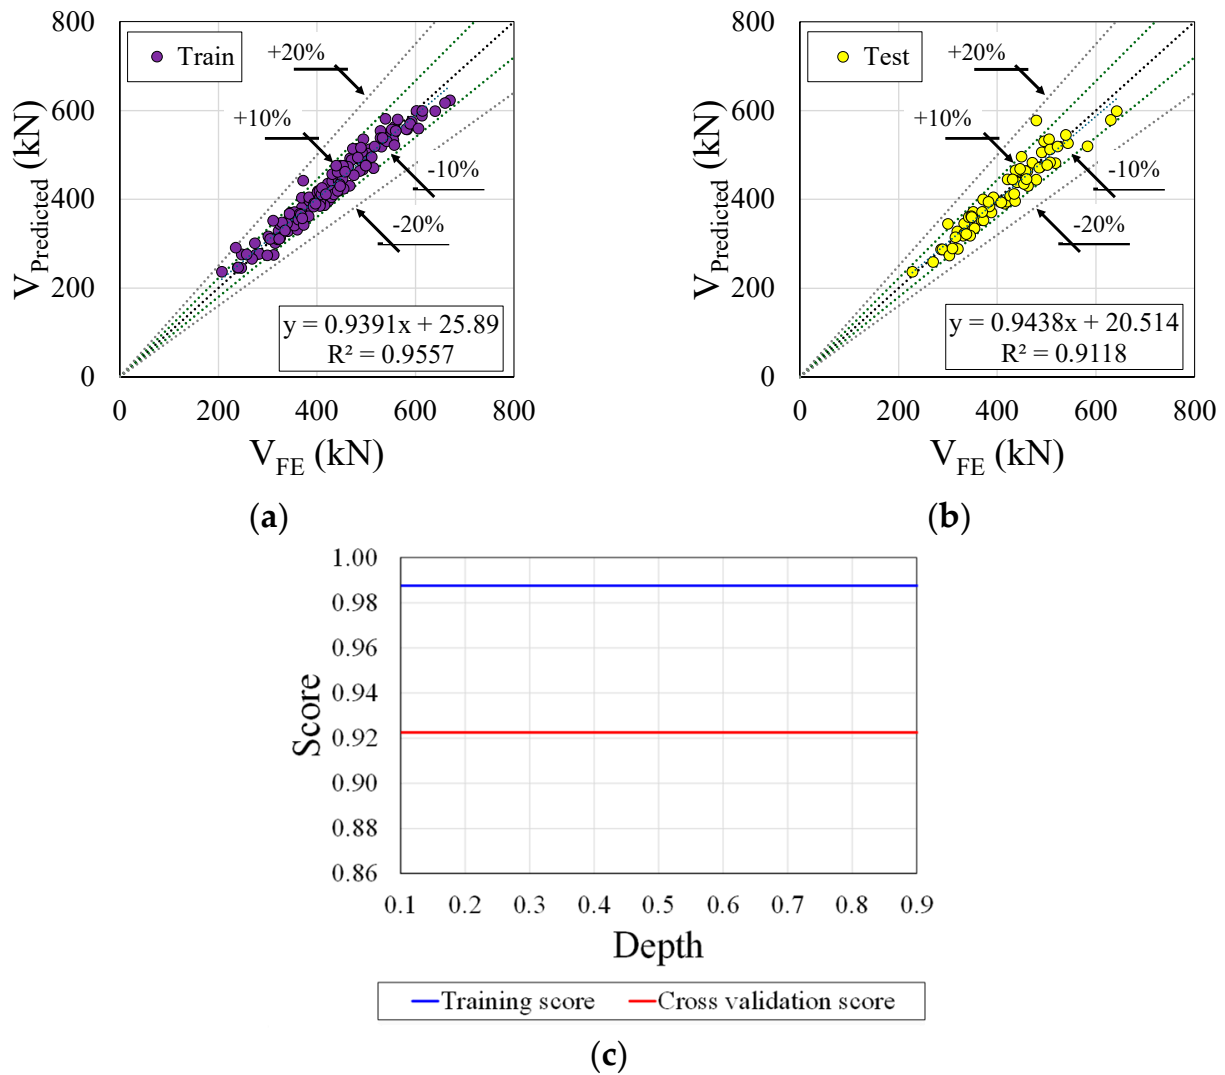 800
600
400
200
0
0 200 400 600 800
V_Predicted (kN)
V_FE (kN)
Train
+20%
+10%
-10%
-20%
y = 0.9391x + 25.89
R² = 0.9557
(a)
800
600
400
200
0
0 200 400 600 800
V_Predicted (kN)
V_FE (kN)
Test
+20%
+10%
-10%
-20%
y = 0.9438x + 20.514
R² = 0.9118
(b)
1.00
0.98
0.96
0.94
0.92
0.90
0.88
0.86
Score
0.1 0.2 0.3 0.4 0.5 0.6 0.7 0.8 0.9
Depth
Training score Cross validation score
(c)